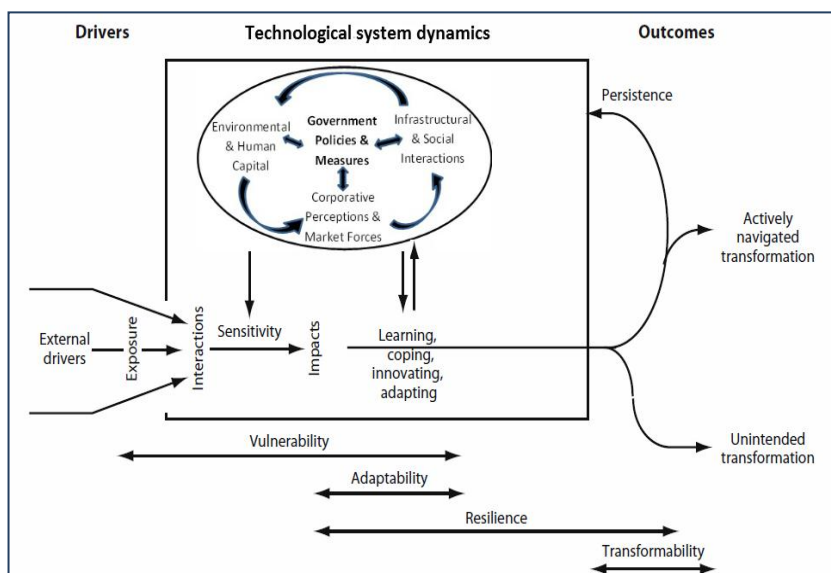 Drivers
Technological system dynamics
Outcomes
Environmental
& Human
Capital
Government
Policies &
Measures
Infrastructural
& Social
Interactions
Corporative
Perceptions &
Market Forces
Persistence
Actively
navigated
transformation
External
drivers
Exposure
Interactions
Sensitivity
Impacts
Learning,
coping,
innovating,
adapting
Unintended
transformation
Vulnerability
Adaptability
Resilience
Transformability